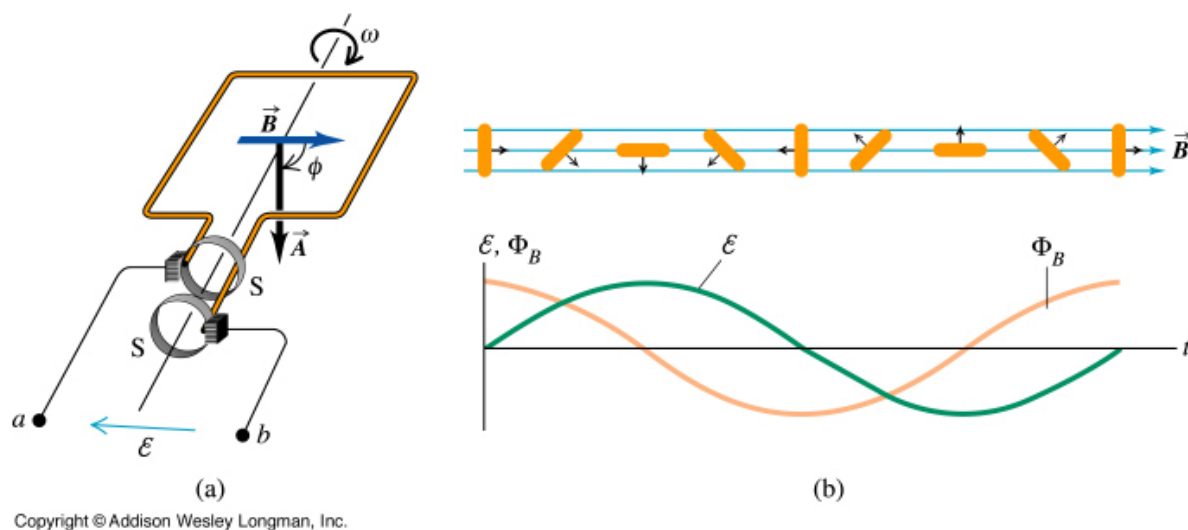 ω
B⃗
ϕ
A⃗
S
S
a
b
ℰ
(a)
B⃗
ℰ, Φ_B
ℰ
Φ_B
t
(b)
Copyright © Addison Wesley Longman, Inc.